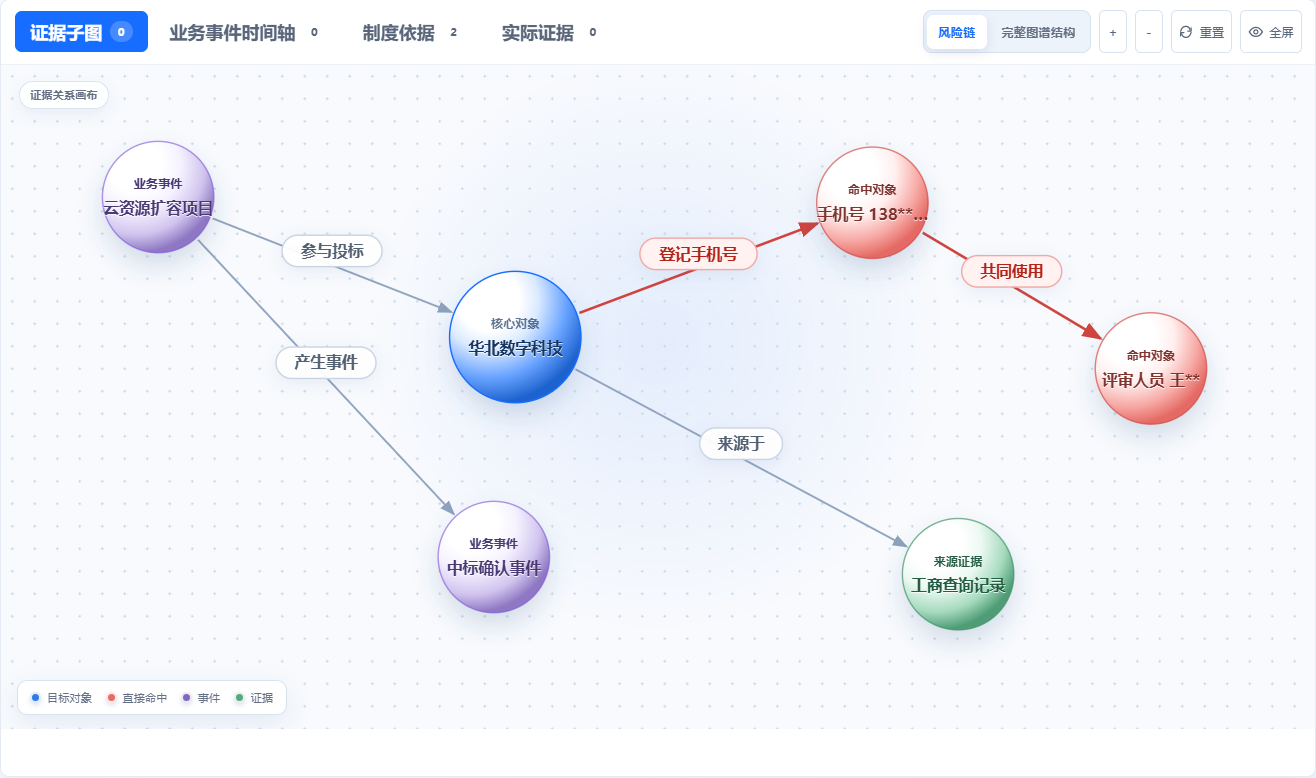 证据子图 0
业务事件时间轴 0
制度依据 2
实际证据 0
风险链
完整图谱结构
+
-
重置
全屏
证据关系画布
业务事件
云资源扩容项目
参与投标
产生事件
核心对象
华北数字科技
登记手机号
命中对象
手机号 138**...
共同使用
命中对象
评审人员 王**
来源于
业务事件
中标确认事件
来源证据
工商查询记录
目标对象
直接命中
事件
证据